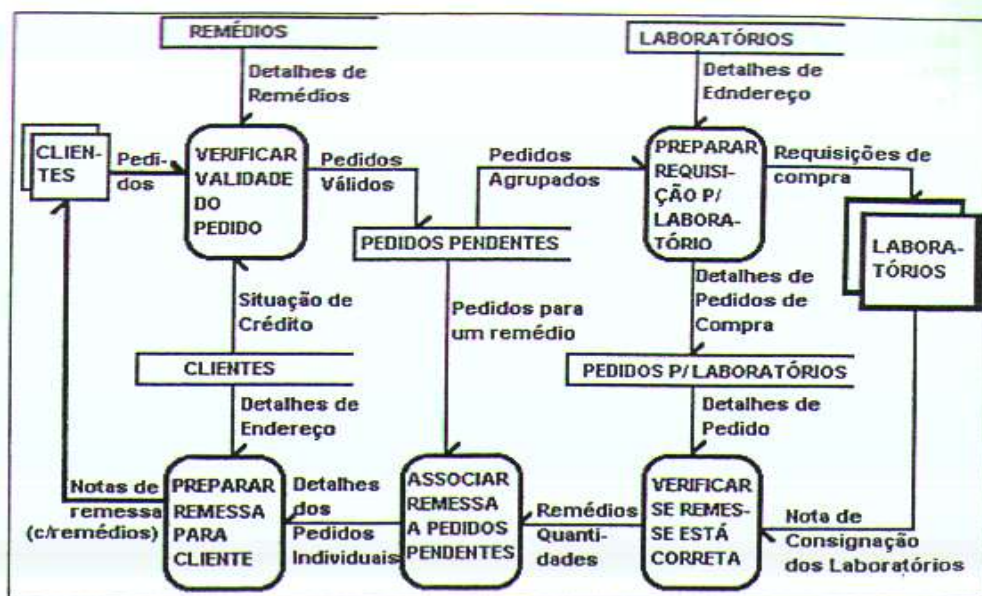 REMÉDIOS
LABORATÓRIOS
Detalhes de
Remédios
Detalhes de
Edndereço
CLIEN-
TES
Pedi-
dos
VERIFICAR
VALIDADE
DO
PEDIDO
Pedidos
Válidos
Pedidos
Agrupados
PREPARAR
REQUISI-
ÇÃO P/
LABORA-
TÓRIO
Requisições de
compra
PEDIDOS PENDENTES
LABORA-
TÓRIOS
Situação de
Crédito
Pedidos para
um remédio
Detalhes de
Pedidos de
Compra
CLIENTES
PEDIDOS P/ LABORATÓRIOS
Detalhes de
Endereço
Detalhes de
Pedido
Notas de
remessa
(c/remédios)
PREPARAR
REMESSA
PARA
CLIENTE
Detalhes
dos
Pedidos
Individuais
ASSOCIAR
REMESSA
A PEDIDOS
PENDENTES
Remédios
Quanti-
dades
VERIFICAR
SE REMES-
SE ESTÁ
CORRETA
Nota de
Consignação
dos Laboratórios